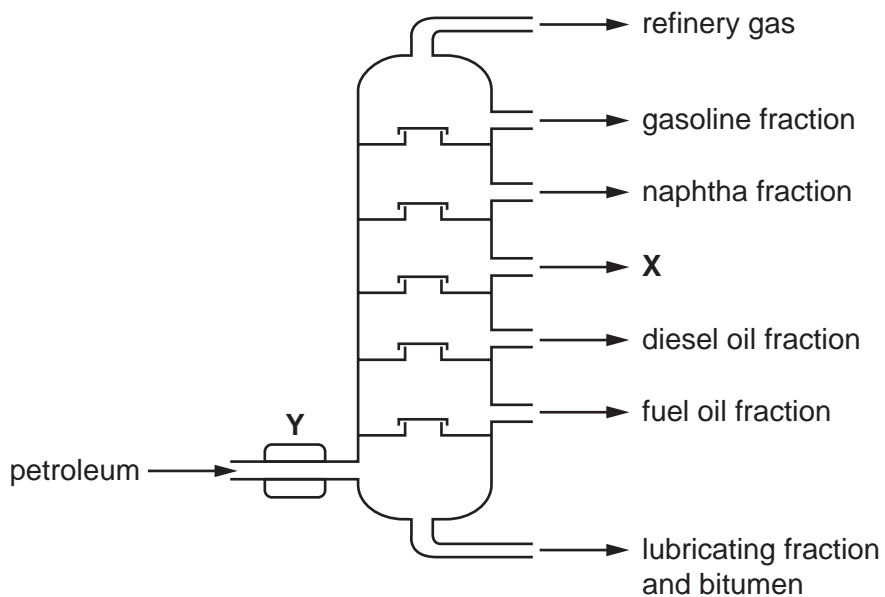 refinery gas
gasoline fraction
naphtha fraction
X
diesel oil fraction
fuel oil fraction
Y
petroleum
lubricating fraction
and bitumen